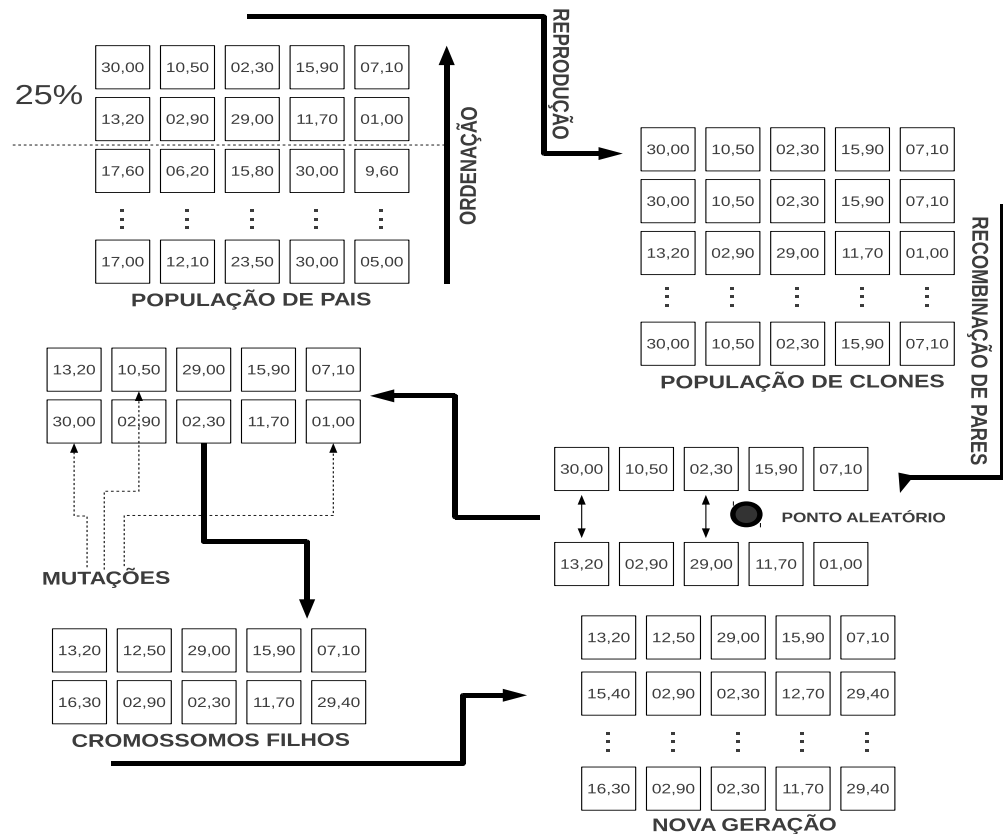 REPRODUÇÃO
25%
30,00 10,50 02,30 15,90 07,10
13,20 02,90 29,00 11,70 01,00
17,60 06,20 15,80 30,00 9,60
17,00 12,10 23,50 30,00 05,00
POPULAÇÃO DE PAIS
ORDENAÇÃO
30,00 10,50 02,30 15,90 07,10
30,00 10,50 02,30 15,90 07,10
13,20 02,90 29,00 11,70 01,00
30,00 10,50 02,30 15,90 07,10
POPULAÇÃO DE CLONES
RECOMBINAÇÃO DE PARES
30,00 10,50 02,30 15,90 07,10
PONTO ALEATÓRIO
13,20 02,90 29,00 11,70 01,00
13,20 10,50 29,00 15,90 07,10
30,00 02,90 02,30 11,70 01,00
MUTAÇÕES
13,20 12,50 29,00 15,90 07,10
16,30 02,90 02,30 11,70 29,40
CROMOSSOMOS FILHOS
13,20 12,50 29,00 15,90 07,10
15,40 02,90 02,30 12,70 29,40
16,30 02,90 02,30 11,70 29,40
NOVA GERAÇÃO